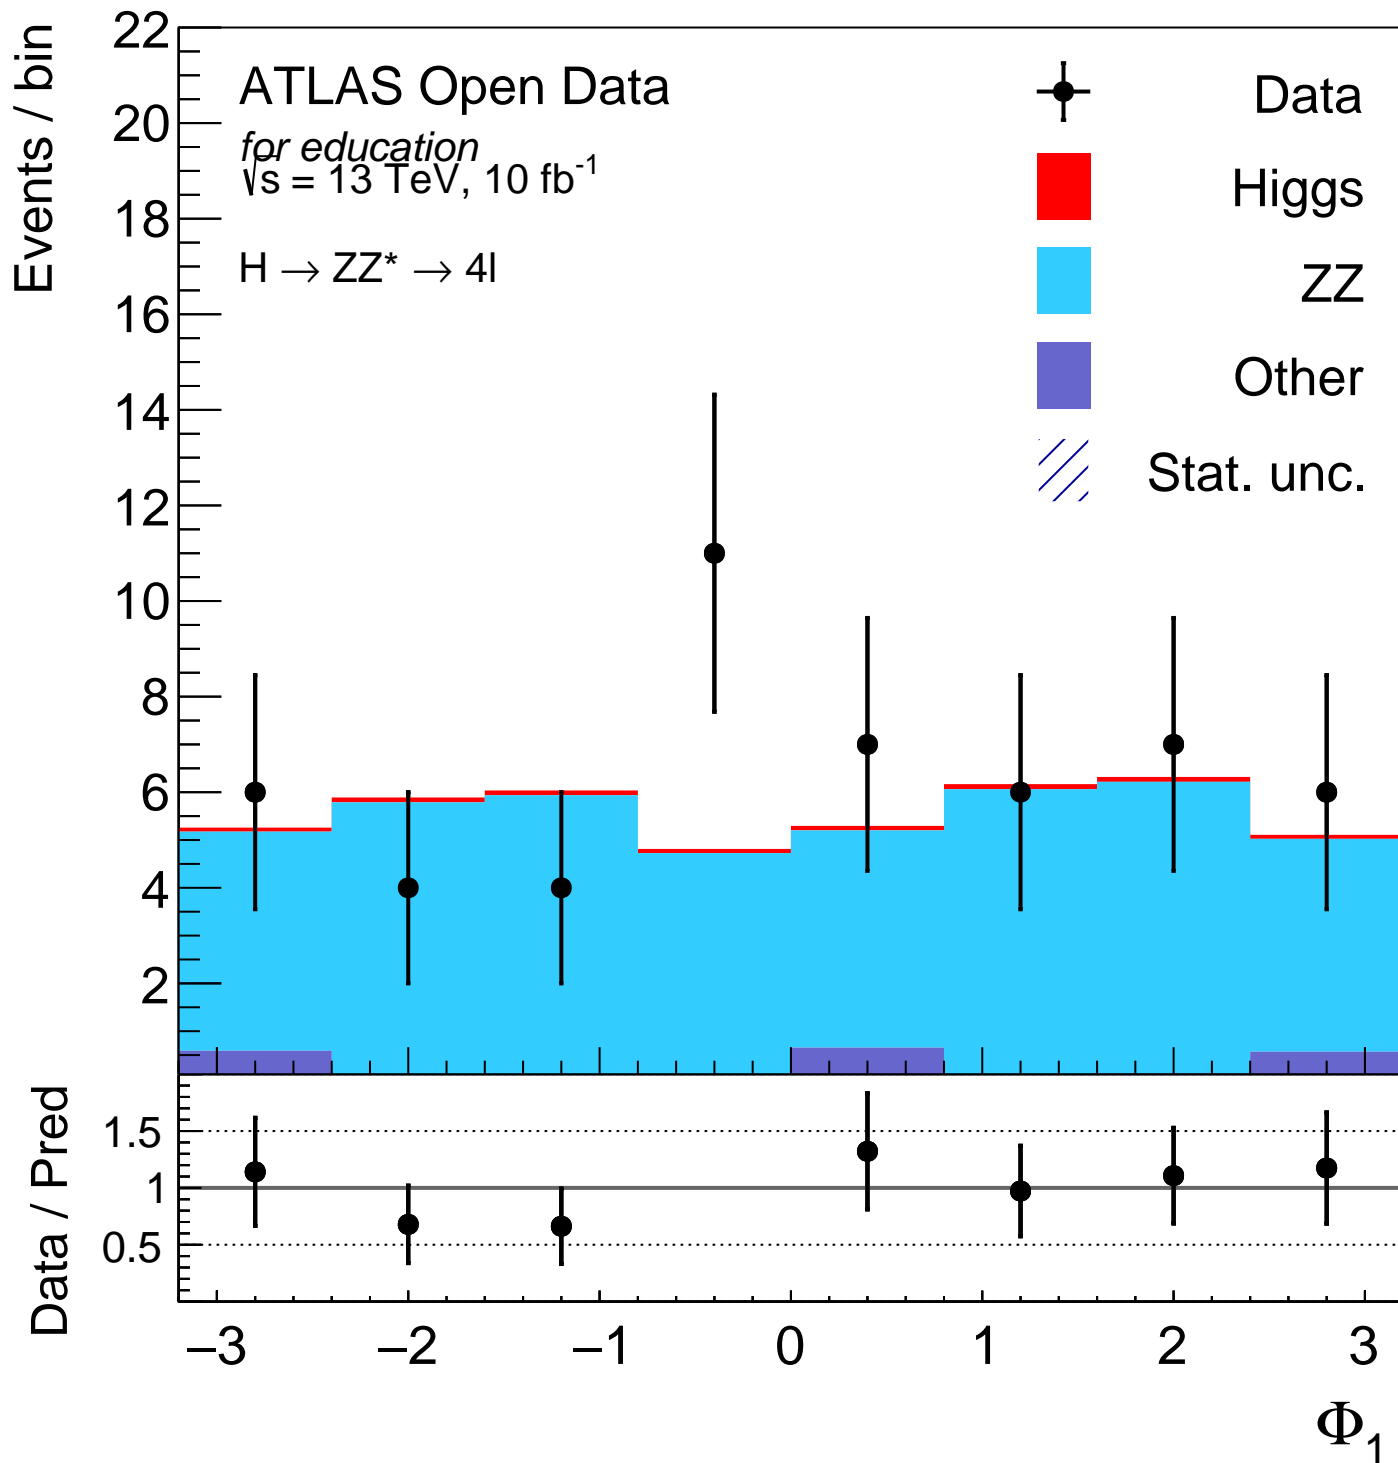 Events / bin
22
20
18
16
14
12
10
8
6
4
2
ATLAS Open Data
for education
√s = 13 TeV, 10 fb⁻¹
H → ZZ* → 4l
Data
Higgs
ZZ
Other
Stat. unc.
Data / Pred
1.5
1
0.5
−3 −2 −1 0 1 2 3
Φ₁